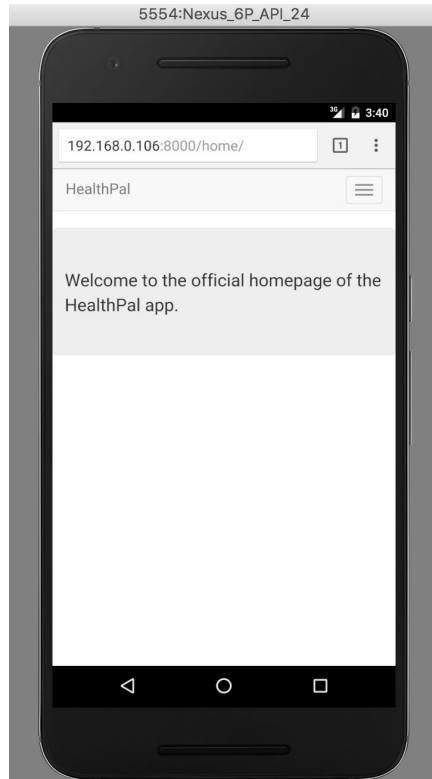 5554:Nexus_6P_API_24
3G 3:40
192.168.0.106:8000/home/ 1
HealthPal
Welcome to the official homepage of the
HealthPal app.